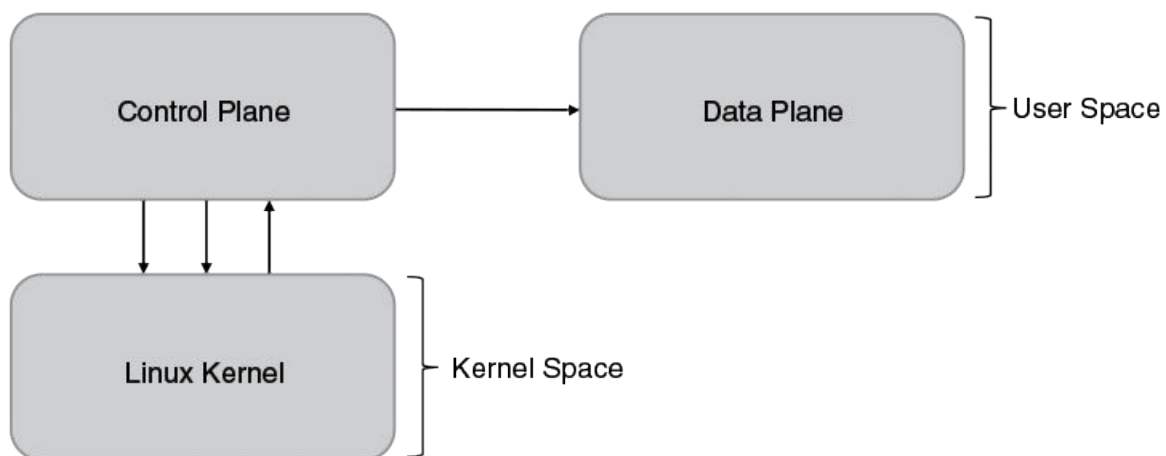 Control Plane
Data Plane
User Space
Linux Kernel
Kernel Space